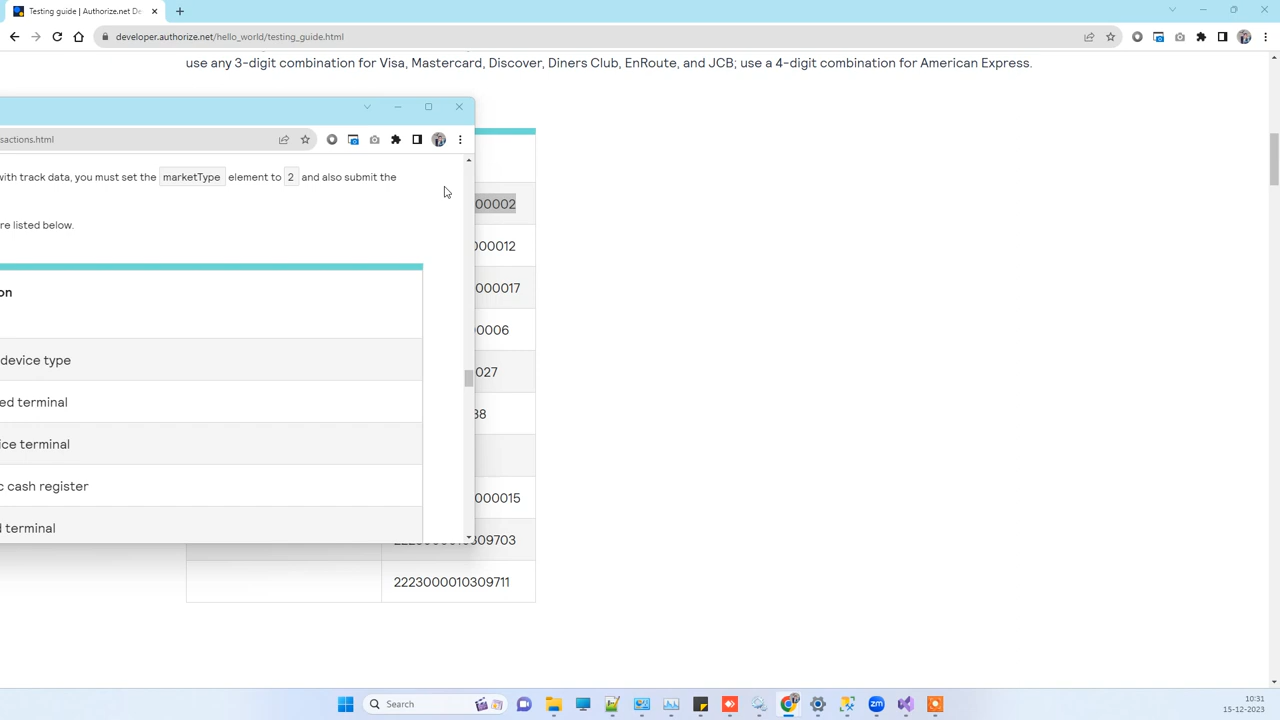 Testing guide | Authorize.net De
developer.authorize.net/hello_world/testing_guide.html
use any 3-digit combination for Visa, Mastercard, Discover, Diners Club, EnRoute, and JCB; use a 4-digit combination for American Express.
sactions.html
with track data, you must set the marketType element to 2 and also submit the
re listed below.
on
device type
ed terminal
ice terminal
c cash register
d terminal
00002
000012
000017
00006
027
38
000015
2223000010309703
2223000010309711
Search
10:31
15-12-2023